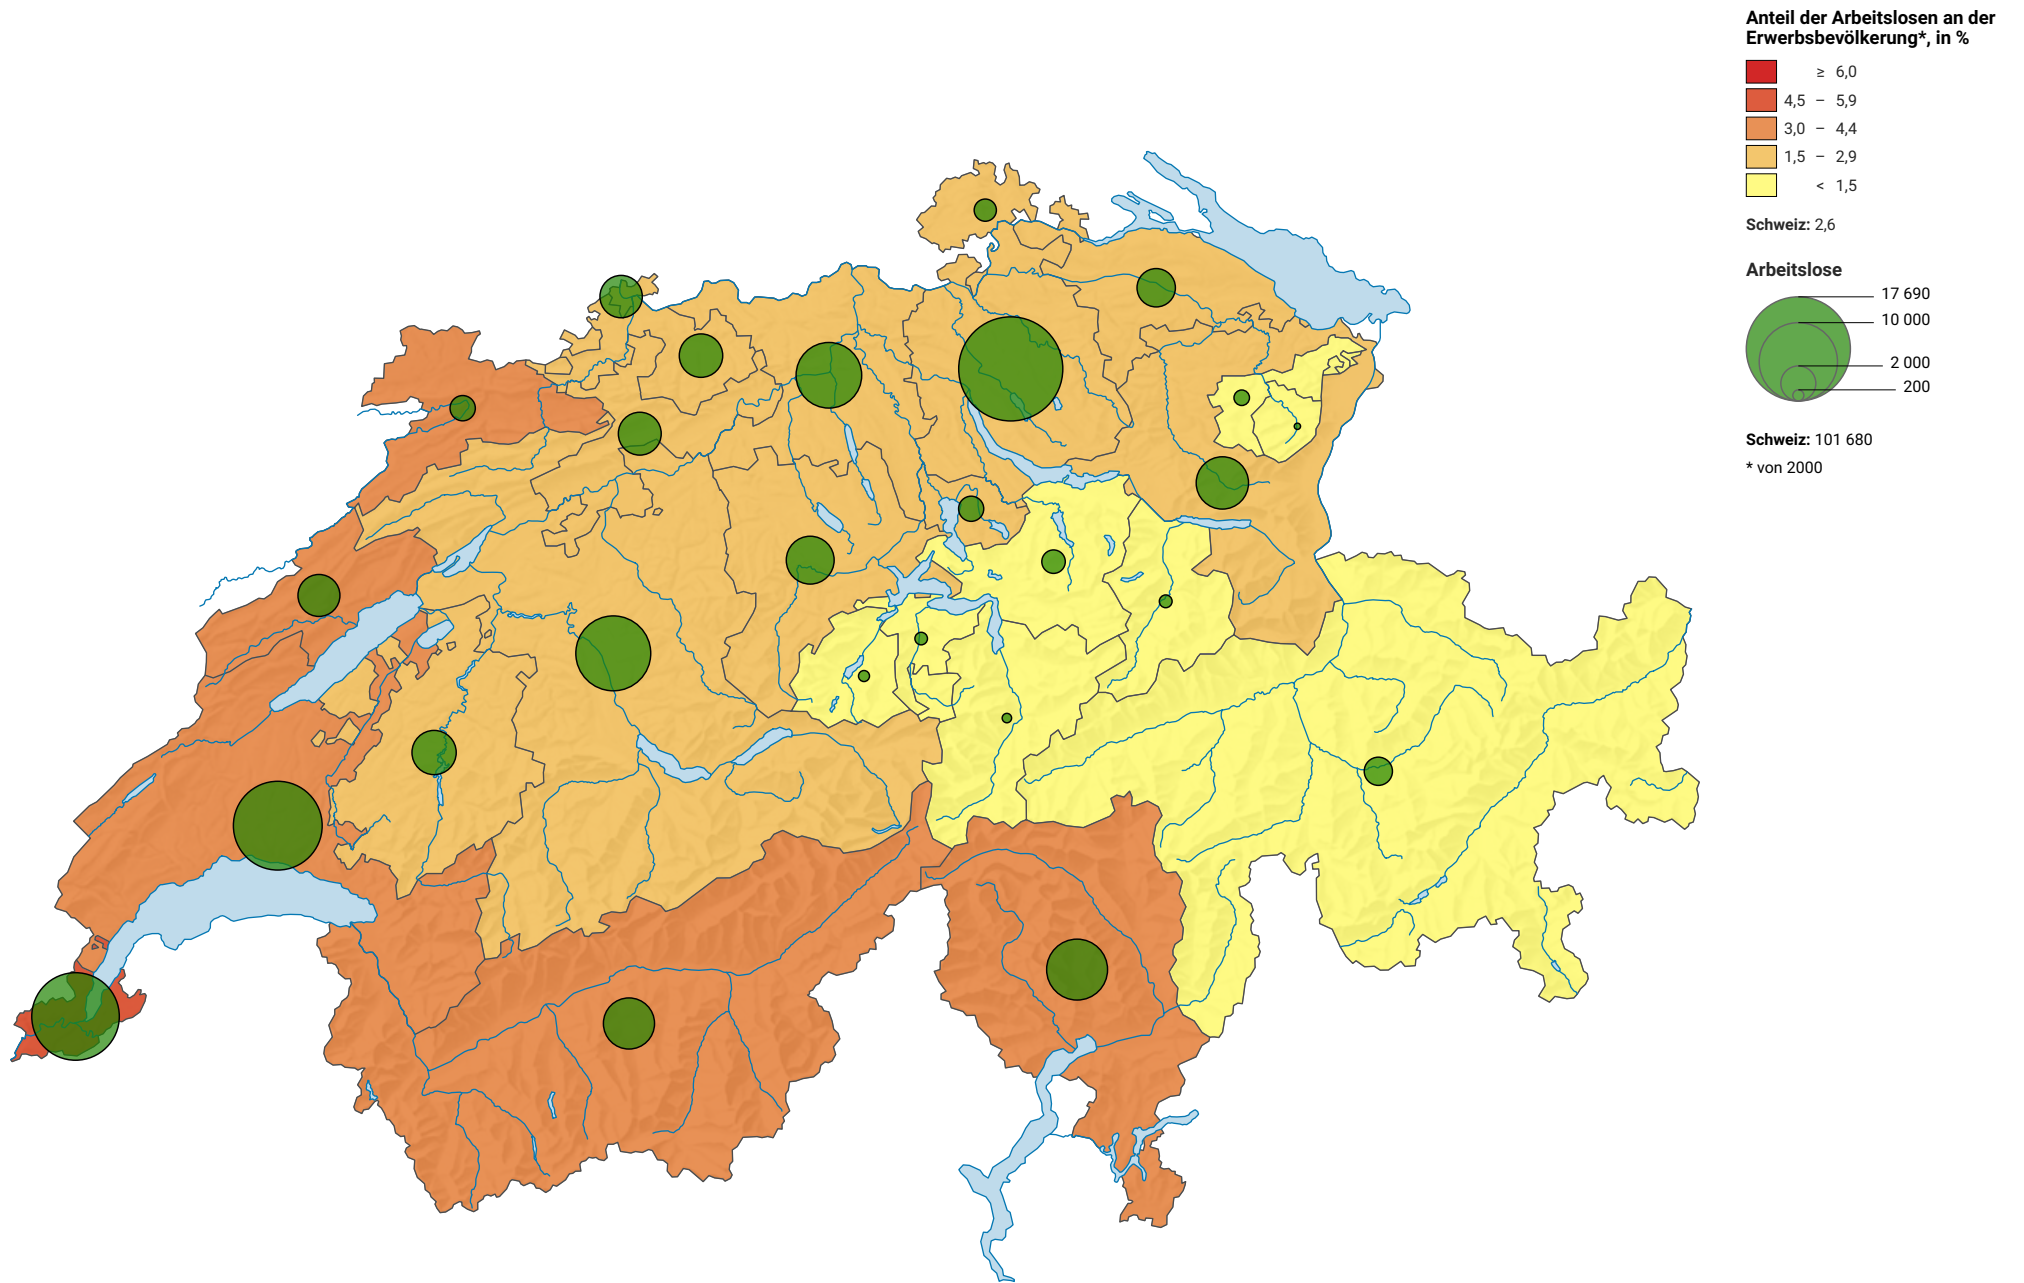 Anteil der Arbeitslosen an der
Erwerbsbevölkerung*, in %
≥ 6,0
4,5 – 5,9
3,0 – 4,4
1,5 – 2,9
< 1,5
Schweiz: 2,6
Arbeitslose
17 690
10 000
2 000
200
Schweiz: 101 680
* von 2000